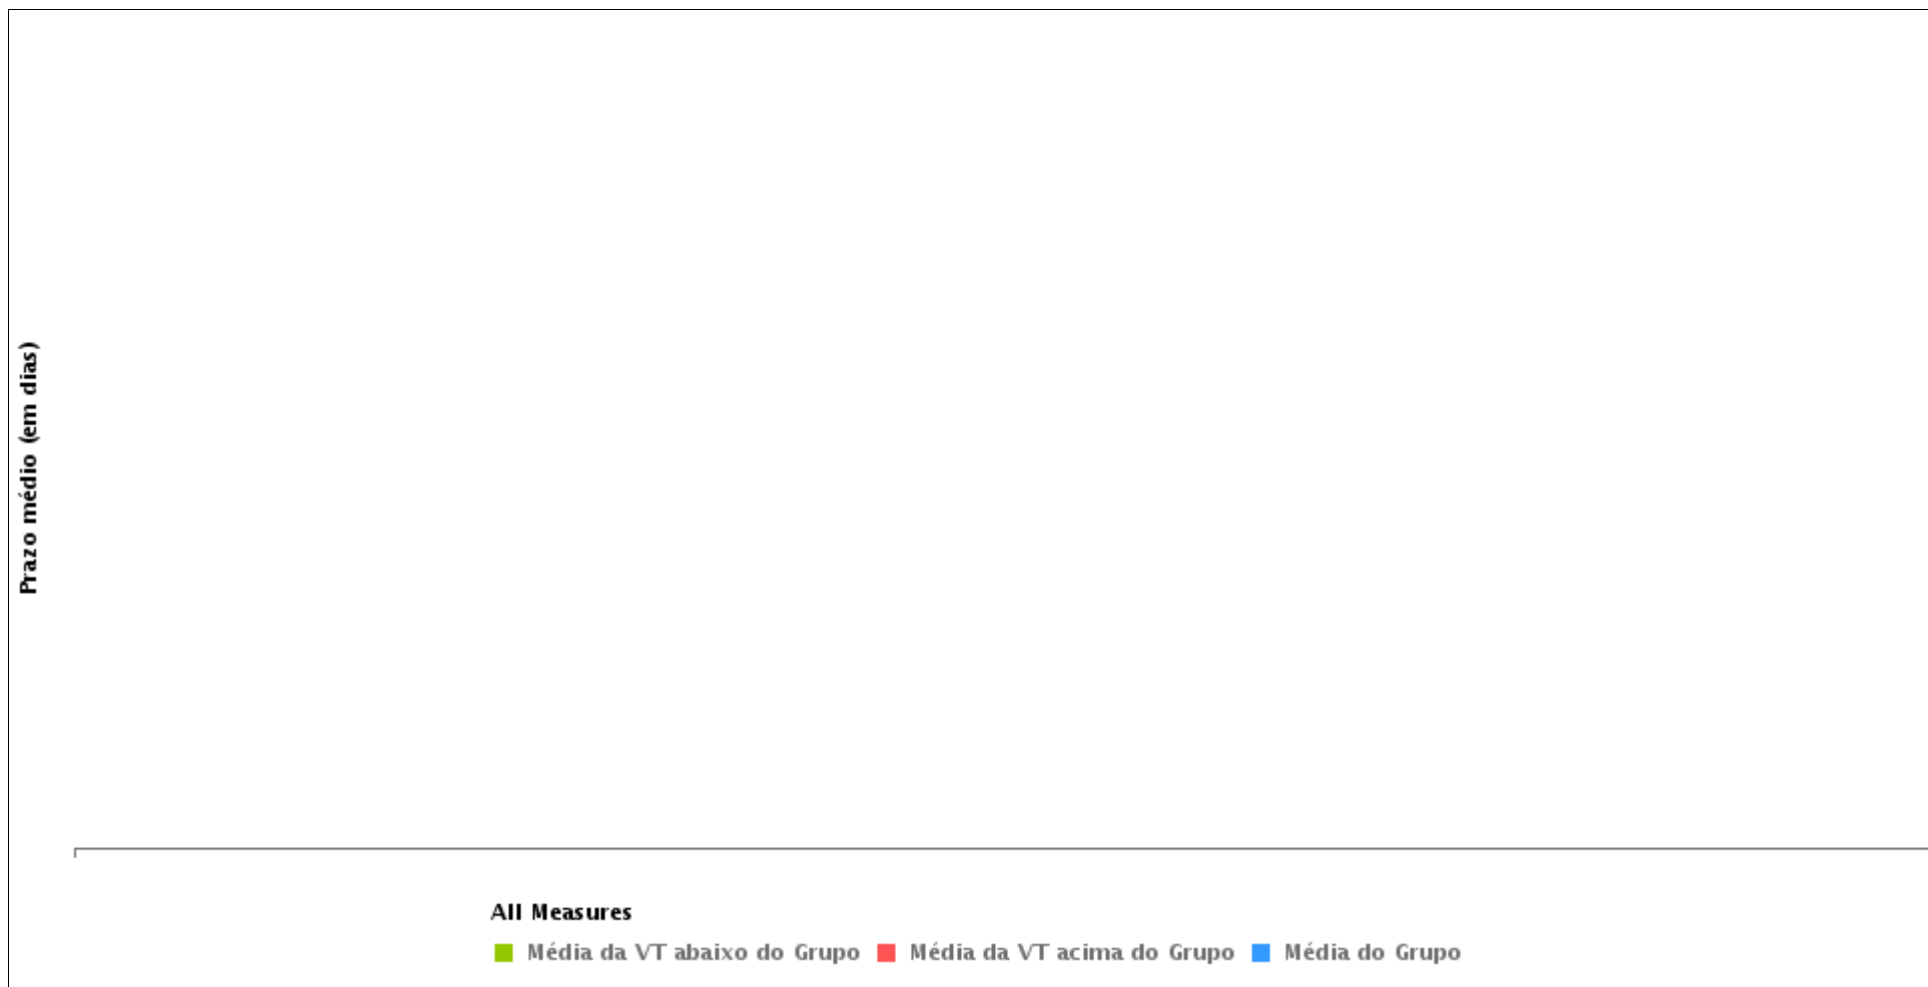 Prazo médio (em dias)
All Measures
Média da VT abaixo do Grupo Média da VT acima do Grupo Média do Grupo